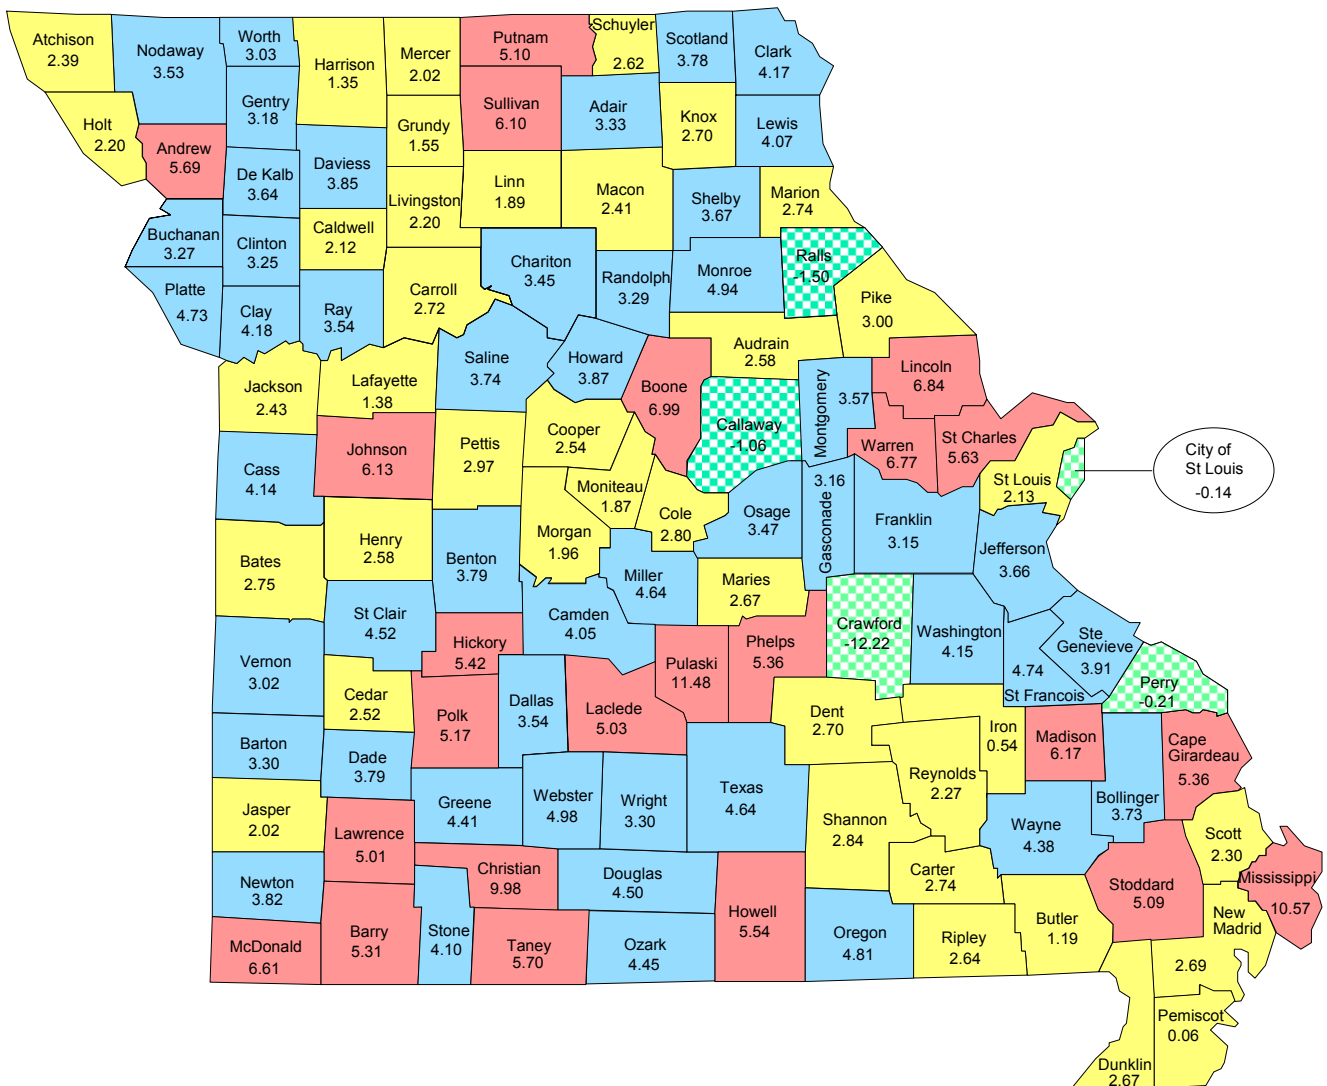 Atchison
2.39
Nodaway
3.53
Worth
3.03
Harrison
1.35
Mercer
2.02
Putnam
5.10
Schuyler
2.62
Scotland
3.78
Clark
4.17
Holt
2.20
Andrew
5.69
Gentry
3.18
Grundy
1.55
Sullivan
6.10
Adair
3.33
Knox
2.70
Lewis
4.07
De Kalb
3.64
Daviess
3.85
Livingston
2.20
Linn
1.89
Macon
2.41
Shelby
3.67
Marion
2.74
Buchanan
3.27
Clinton
3.25
Caldwell
2.12
Chariton
3.45
Randolph
3.29
Monroe
4.94
Ralls
-1.50
Platte
4.73
Clay
4.18
Ray
3.54
Carroll
2.72
Pike
3.00
Saline
3.74
Howard
3.87
Boone
6.99
Audrain
2.58
Lincoln
6.84
Jackson
2.43
Lafayette
1.38
Callaway
-1.06
Montgomery
3.57
Warren
6.77
St Charles
5.63
Johnson
6.13
Pettis
2.97
Cooper
2.54
City of
St Louis
-0.14
Cass
4.14
Moniteau
1.87
Cole
2.80
Osage
3.47
Gasconade
3.16
Franklin
3.15
St Louis
2.13
Henry
2.58
Benton
3.79
Morgan
1.96
Jefferson
3.66
Bates
2.75
Miller
4.64
Maries
2.67
St Clair
4.52
Camden
4.05
Crawford
-12.22
Washington
4.15
Ste
Genevieve
3.91
Hickory
5.42
Pulaski
11.48
Phelps
5.36
4.74
St Francois
Perry
-0.21
Vernon
3.02
Cedar
2.52
Polk
5.17
Dallas
3.54
Laclede
5.03
Dent
2.70
Iron
0.54
Madison
6.17
Cape
Girardeau
5.36
Barton
3.30
Dade
3.79
Reynolds
2.27
Jasper
2.02
Greene
4.41
Webster
4.98
Wright
3.30
Texas
4.64
Shannon
2.84
Wayne
4.38
Bollinger
3.73
Scott
2.30
Lawrence
5.01
Christian
9.98
Douglas
4.50
Carter
2.74
Stoddard
5.09
Mississippi
10.57
Newton
3.82
Howell
5.54
Butler
1.19
New
Madrid
2.69
McDonald
6.61
Barry
5.31
Stone
4.10
Taney
5.70
Ozark
4.45
Oregon
4.81
Ripley
2.64
Pemiscot
0.06
Dunklin
2.67